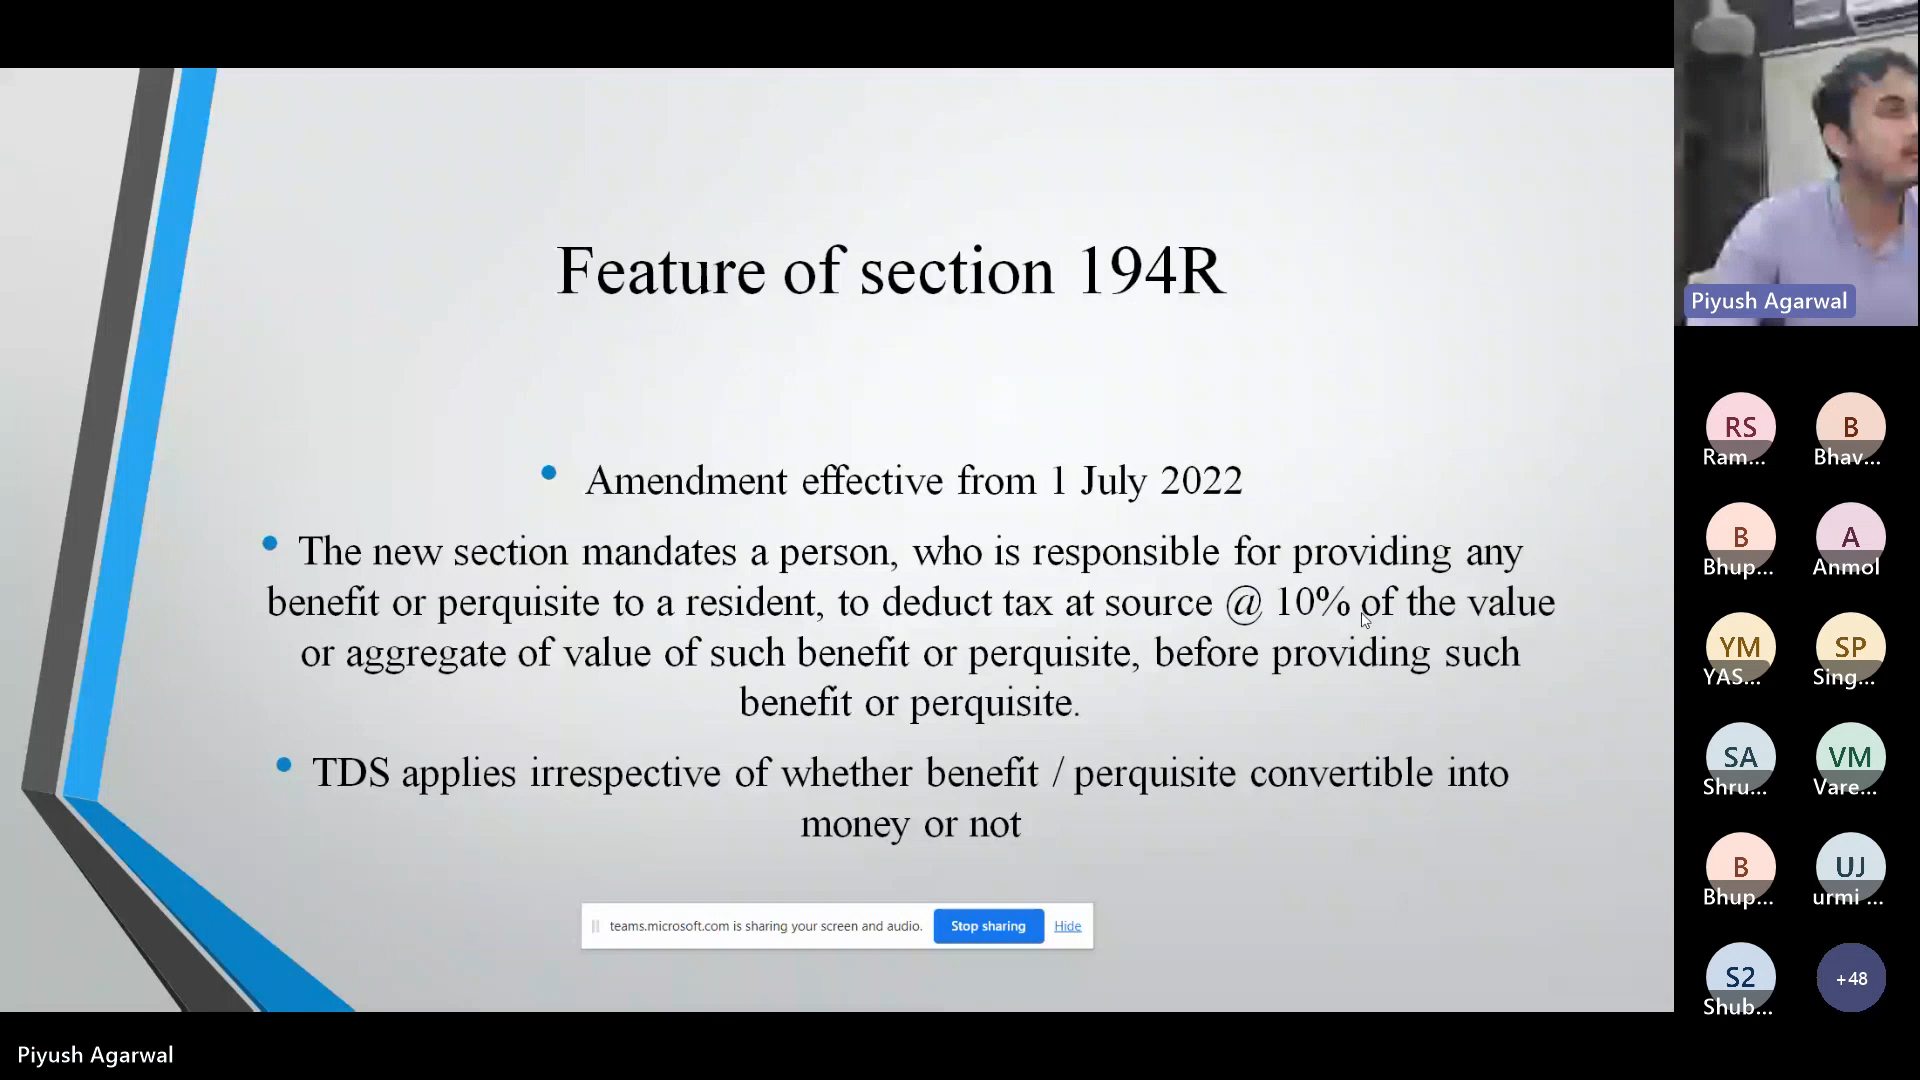 Feature of section 194R
• Amendment effective from 1 July 2022
• The new section mandates a person, who is responsible for providing any
benefit or perquisite to a resident, to deduct tax at source @ 10% of the value
or aggregate of value of such benefit or perquisite, before providing such
benefit or perquisite.
• TDS applies irrespective of whether benefit / perquisite convertible into
money or not
teams.microsoft.com is sharing your screen and audio. Stop sharing Hide
Piyush Agarwal
RS B
Ram... Bhav...
B A
Bhup... Anmol
YM SP
YAS... Sing...
SA VM
Shru... Vare...
B UJ
Bhup... urmi ...
S2 +48
Shub...
Piyush Agarwal